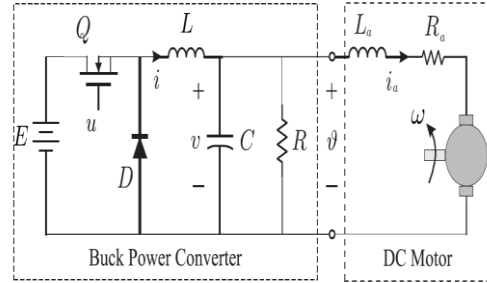 Q
L
i
u
E
D
+
v
−
C
R
+
ϑ
−
L_a
R_a
i_a
ω
Buck Power Converter
DC Motor